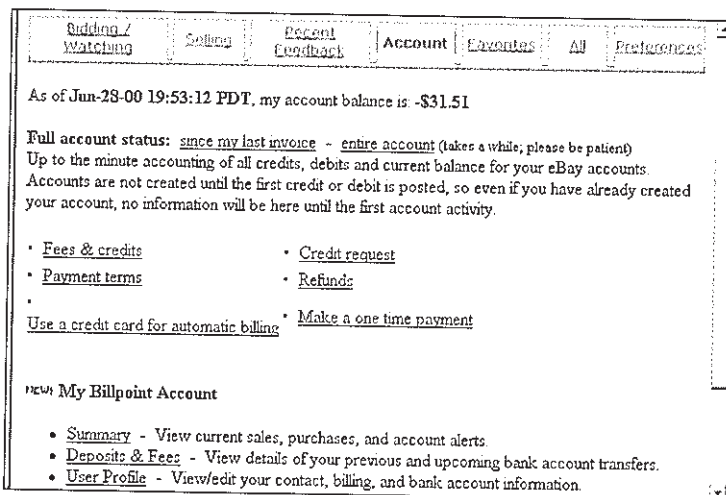 Bidding / Watching Selling Recent Feedback Account Favorites All Preferences
As of Jun-28-00 19:53:12 PDT, my account balance is: -$31.51
Full account status: since my last invoice - entire account (takes a while; please be patient)
Up to the minute accounting of all credits, debits and current balance for your eBay accounts.
Accounts are not created until the first credit or debit is posted, so even if you have already created
your account, no information will be here until the first account activity.
· Fees & credits · Credit request
· Payment terms · Refunds
·
Use a credit card for automatic billing · Make a one time payment
NEW! My Billpoint Account
• Summary - View current sales, purchases, and account alerts.
• Deposits & Fees - View details of your previous and upcoming bank account transfers.
• User Profile - View/edit your contact, billing, and bank account information.